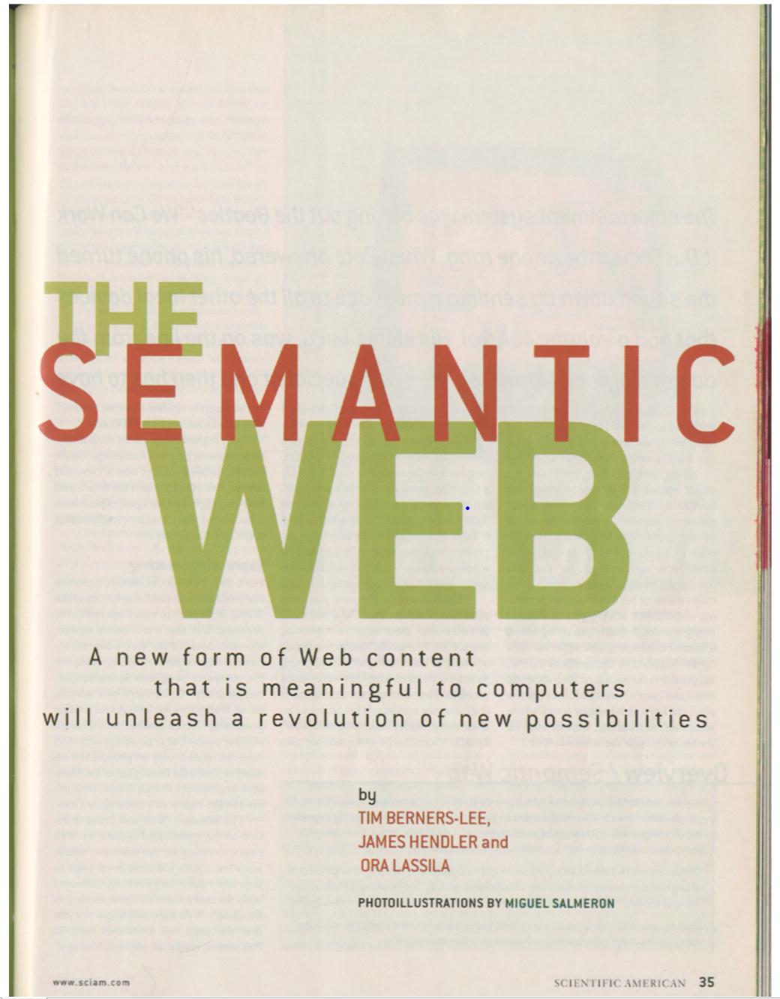 THE
SEMANTIC
WEB
A new form of Web content
that is meaningful to computers
will unleash a revolution of new possibilities
by
TIM BERNERS-LEE,
JAMES HENDLER and
ORA LASSILA
PHOTOILLUSTRATIONS BY MIGUEL SALMERON
www.sciam.com
SCIENTIFIC AMERICAN 35